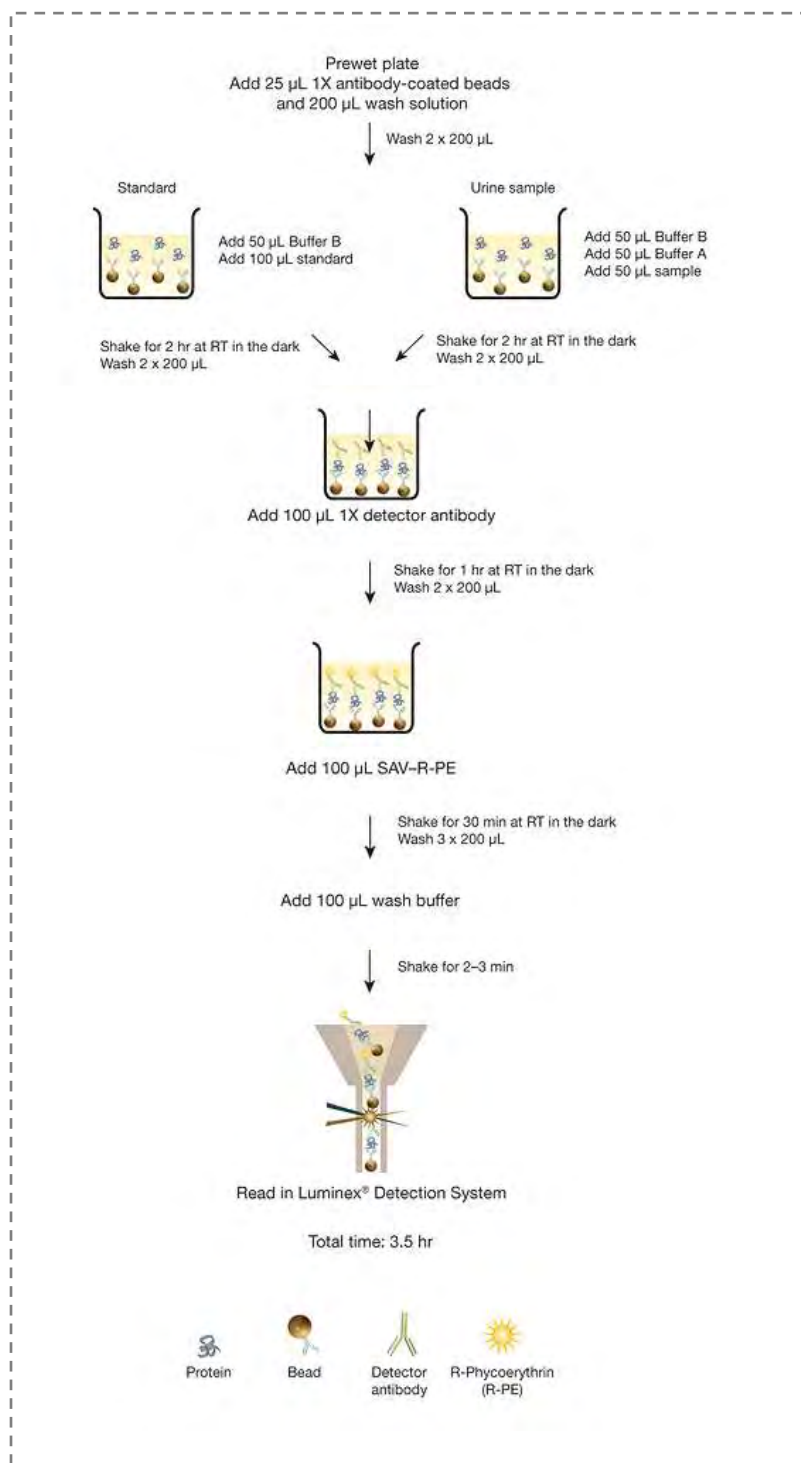 Prewet plate
Add 25 µL 1X antibody-coated beads
and 200 µL wash solution
Wash 2 x 200 µL
Standard
Add 50 µL Buffer B
Add 100 µL standard
Urine sample
Add 50 µL Buffer B
Add 50 µL Buffer A
Add 50 µL sample
Shake for 2 hr at RT in the dark
Wash 2 x 200 µL
Shake for 2 hr at RT in the dark
Wash 2 x 200 µL
Add 100 µL 1X detector antibody
Shake for 1 hr at RT in the dark
Wash 2 x 200 µL
Add 100 µL SAV–R-PE
Shake for 30 min at RT in the dark
Wash 3 x 200 µL
Add 100 µL wash buffer
Shake for 2–3 min
Read in Luminex® Detection System
Total time: 3.5 hr
Protein
Bead
Detector
antibody
R-Phycoerythrin
(R-PE)